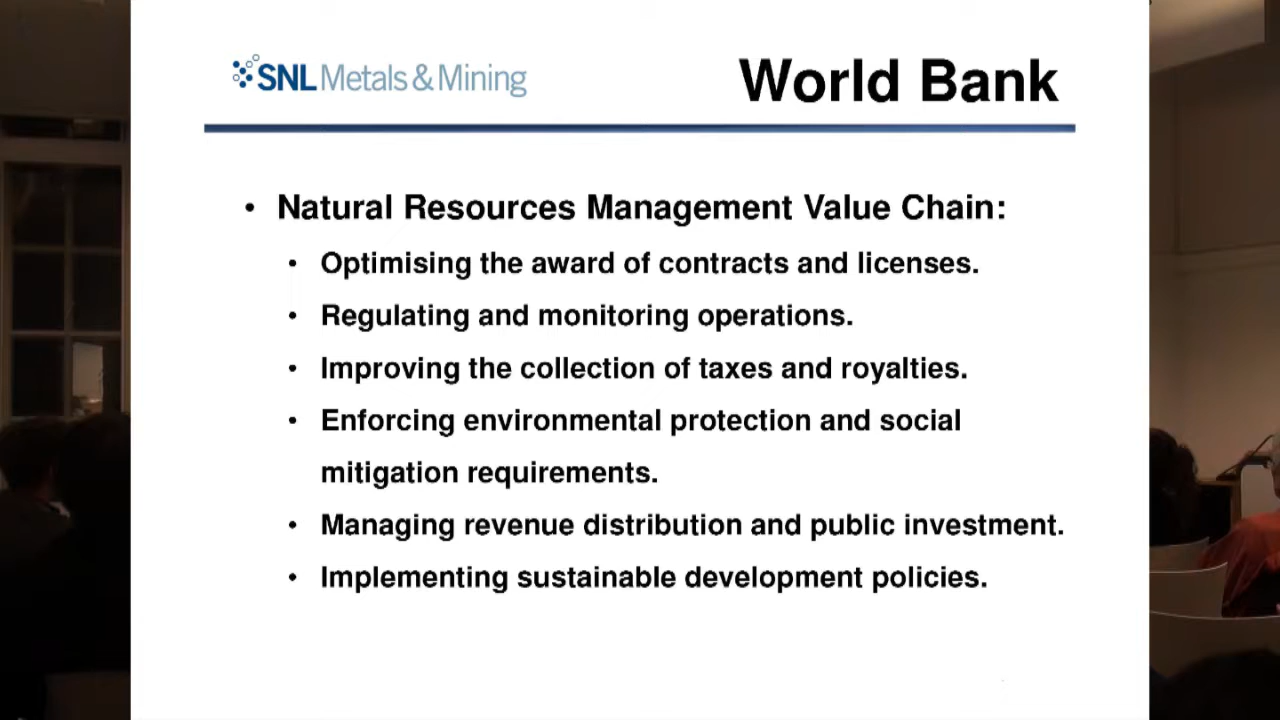 SNL Metals & Mining
World Bank
• Natural Resources Management Value Chain:
• Optimising the award of contracts and licenses.
• Regulating and monitoring operations.
• Improving the collection of taxes and royalties.
• Enforcing environmental protection and social
mitigation requirements.
• Managing revenue distribution and public investment.
• Implementing sustainable development policies.